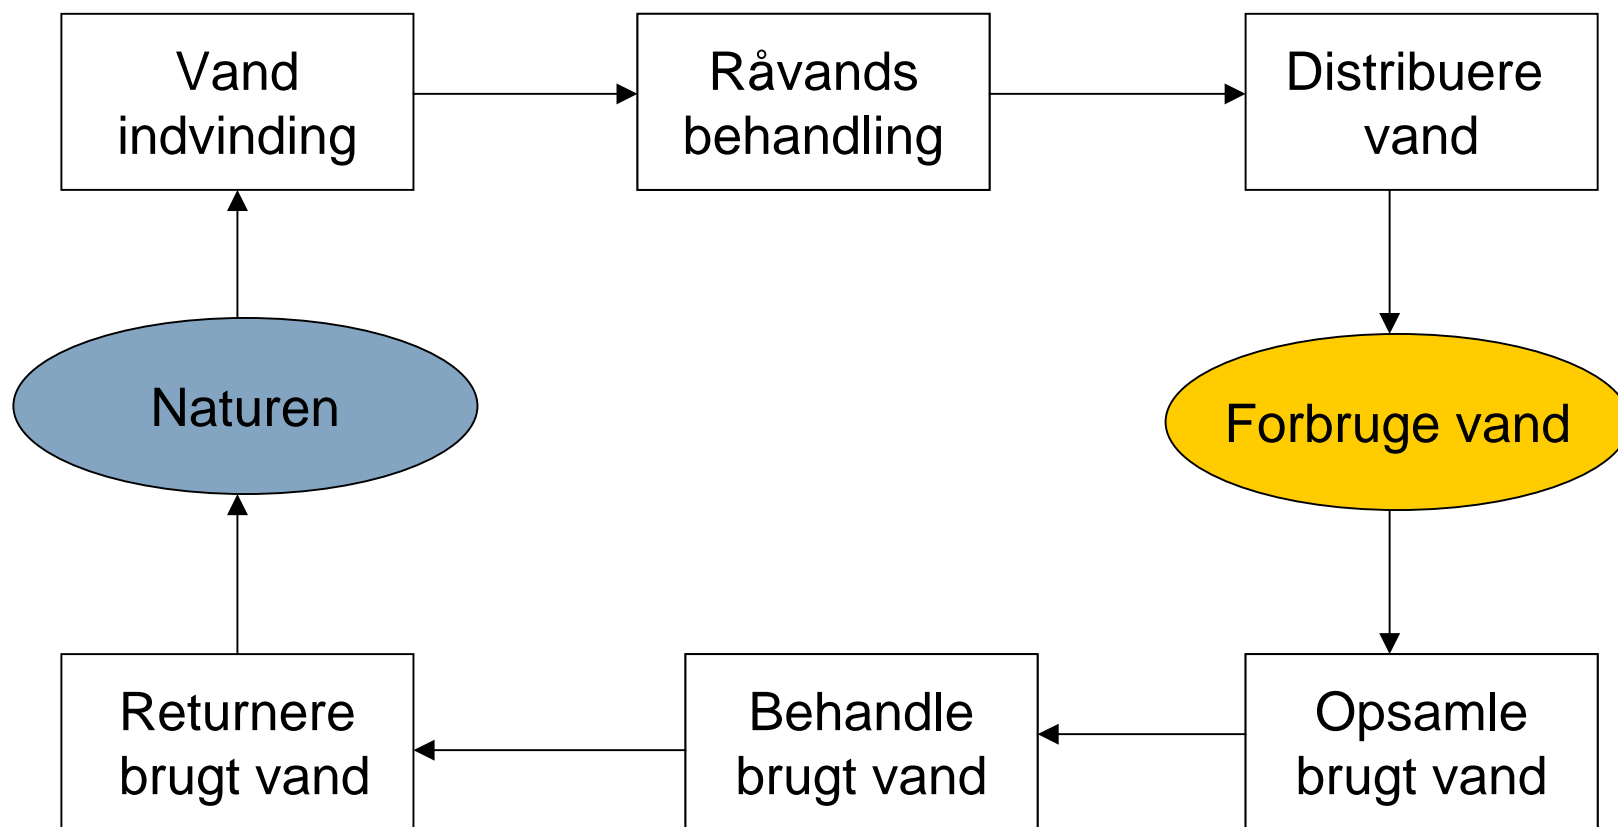 Vand
indvinding
Råvands
behandling
Distribuere
vand
Naturen
Forbruge vand
Returnere
brugt vand
Behandle
brugt vand
Opsamle
brugt vand